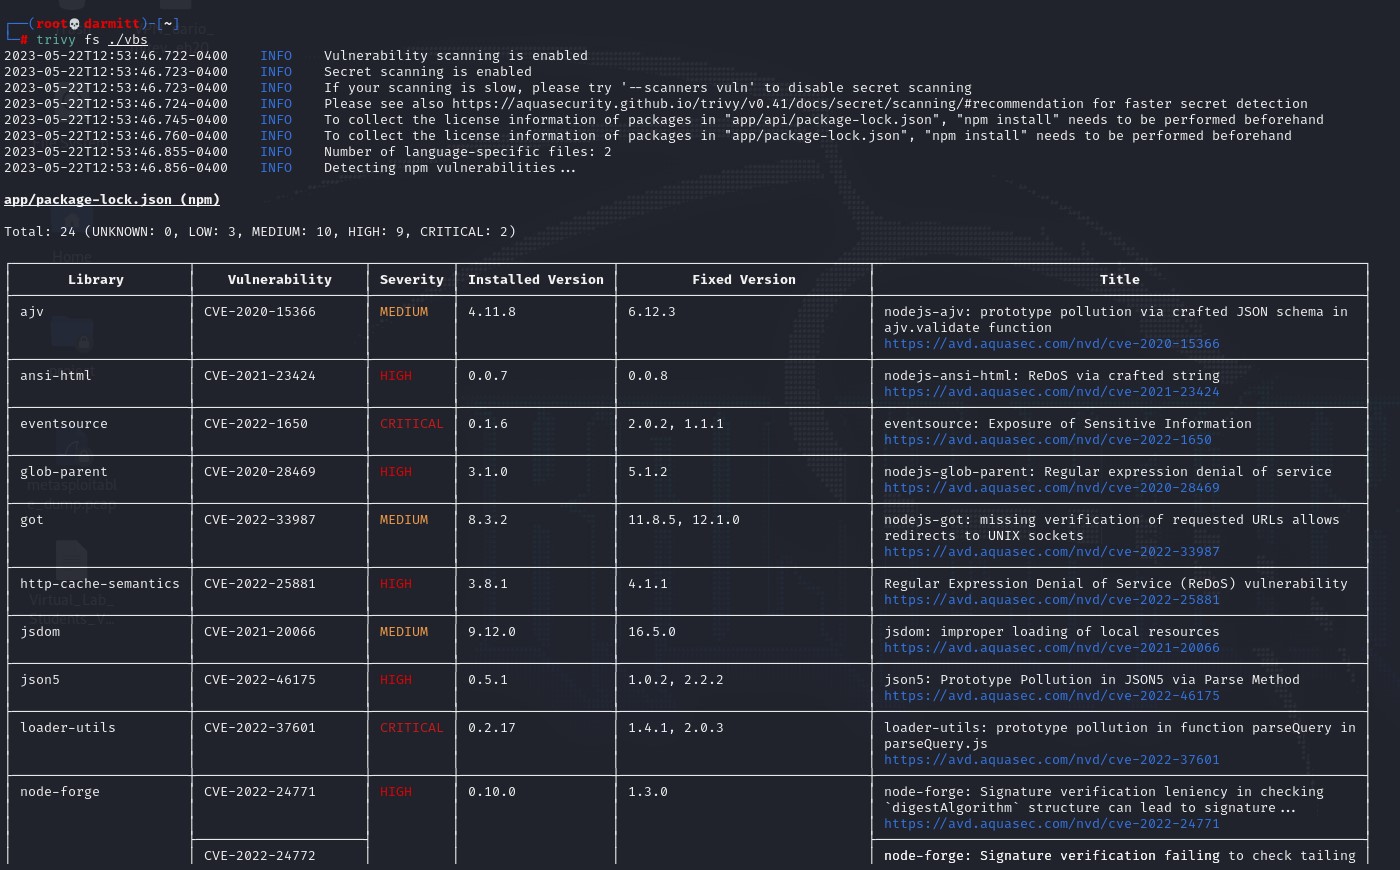 (root💀darmitt)-[~]
# trivy fs ./vbs
2023-05-22T12:53:46.722-0400 INFO Vulnerability scanning is enabled
2023-05-22T12:53:46.723-0400 INFO Secret scanning is enabled
2023-05-22T12:53:46.723-0400 INFO If your scanning is slow, please try '--scanners vuln' to disable secret scanning
2023-05-22T12:53:46.724-0400 INFO Please see also https://aquasecurity.github.io/trivy/v0.41/docs/secret/scanning/#recommendation for faster secret detection
2023-05-22T12:53:46.745-0400 INFO To collect the license information of packages in "app/api/package-lock.json", "npm install" needs to be performed beforehand
2023-05-22T12:53:46.760-0400 INFO To collect the license information of packages in "app/package-lock.json", "npm install" needs to be performed beforehand
2023-05-22T12:53:46.855-0400 INFO Number of language-specific files: 2
2023-05-22T12:53:46.856-0400 INFO Detecting npm vulnerabilities...
app/package-lock.json (npm)
Total: 24 (UNKNOWN: 0, LOW: 3, MEDIUM: 10, HIGH: 9, CRITICAL: 2)
Library Vulnerability Severity Installed Version Fixed Version Title
ajv CVE-2020-15366 MEDIUM 4.11.8 6.12.3 nodejs-ajv: prototype pollution via crafted JSON schema in
ajv.validate function
https://avd.aquasec.com/nvd/cve-2020-15366
ansi-html CVE-2021-23424 HIGH 0.0.7 0.0.8 nodejs-ansi-html: ReDoS via crafted string
https://avd.aquasec.com/nvd/cve-2021-23424
eventsource CVE-2022-1650 CRITICAL 0.1.6 2.0.2, 1.1.1 eventsource: Exposure of Sensitive Information
https://avd.aquasec.com/nvd/cve-2022-1650
glob-parent CVE-2020-28469 HIGH 3.1.0 5.1.2 nodejs-glob-parent: Regular expression denial of service
https://avd.aquasec.com/nvd/cve-2020-28469
got CVE-2022-33987 MEDIUM 8.3.2 11.8.5, 12.1.0 nodejs-got: missing verification of requested URLs allows
redirects to UNIX sockets
https://avd.aquasec.com/nvd/cve-2022-33987
http-cache-semantics CVE-2022-25881 HIGH 3.8.1 4.1.1 Regular Expression Denial of Service (ReDoS) vulnerability
https://avd.aquasec.com/nvd/cve-2022-25881
jsdom CVE-2021-20066 MEDIUM 9.12.0 16.5.0 jsdom: improper loading of local resources
https://avd.aquasec.com/nvd/cve-2021-20066
json5 CVE-2022-46175 HIGH 0.5.1 1.0.2, 2.2.2 json5: Prototype Pollution in JSON5 via Parse Method
https://avd.aquasec.com/nvd/cve-2022-46175
loader-utils CVE-2022-37601 CRITICAL 0.2.17 1.4.1, 2.0.3 loader-utils: prototype pollution in function parseQuery in
parseQuery.js
https://avd.aquasec.com/nvd/cve-2022-37601
node-forge CVE-2022-24771 HIGH 0.10.0 1.3.0 node-forge: Signature verification leniency in checking
`digestAlgorithm` structure can lead to signature...
https://avd.aquasec.com/nvd/cve-2022-24771
CVE-2022-24772 node-forge: Signature verification failing to check tailing
Home
Virtual_Lab_
Students_V...